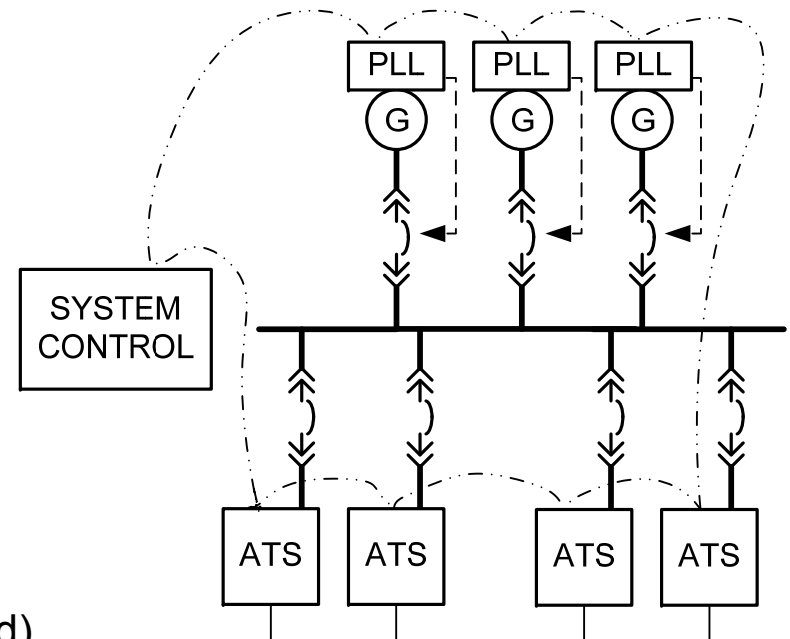 PLL PLL PLL
G G G
SYSTEM
CONTROL
ATS ATS ATS ATS
d)